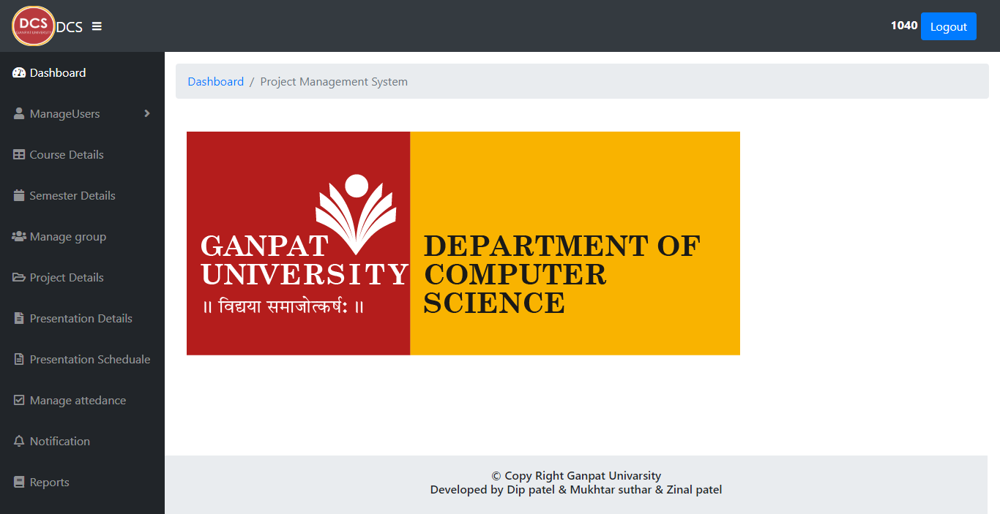 DCS
GANPAT UNIVERSITY
DCS
1040
Logout
Dashboard
ManageUsers
Course Details
Semester Details
Manage group
Project Details
Presentation Details
Presentation Scheduale
Manage attedance
Notification
Reports
Dashboard / Project Management System
GANPAT
UNIVERSITY
॥ विद्यया समाजोत्कर्षः ॥
DEPARTMENT OF
COMPUTER
SCIENCE
© Copy Right Ganpat Univarsity
Developed by Dip patel & Mukhtar suthar & Zinal patel